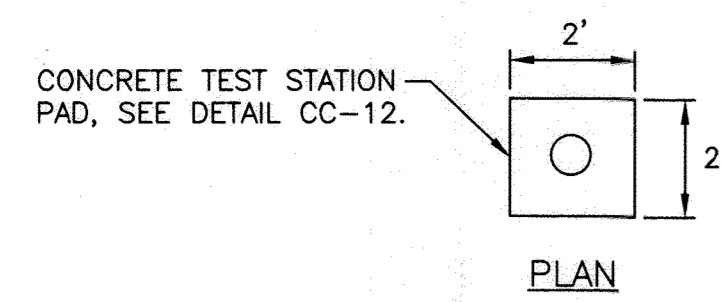 2'
CONCRETE TEST STATION
PAD, SEE DETAIL CC-12.
2
PLAN